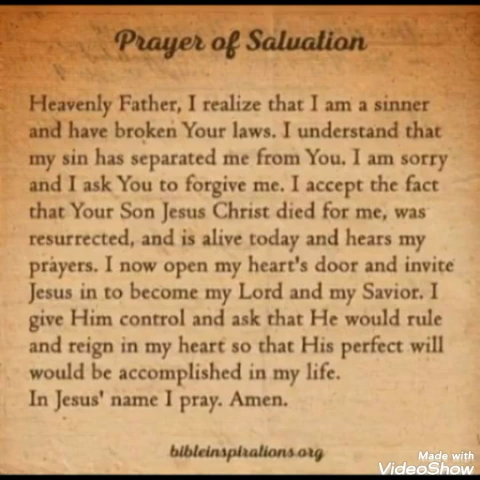 Prayer of Salvation
Heavenly Father, I realize that I am a sinner
and have broken Your laws. I understand that
my sin has separated me from You. I am sorry
and I ask You to forgive me. I accept the fact
that Your Son Jesus Christ died for me, was
resurrected, and is alive today and hears my
prayers. I now open my heart's door and invite
Jesus in to become my Lord and my Savior. I
give Him control and ask that He would rule
and reign in my heart so that His perfect will
would be accomplished in my life.
In Jesus' name I pray. Amen.
bibleinspirations.org
Made with
VideoShow